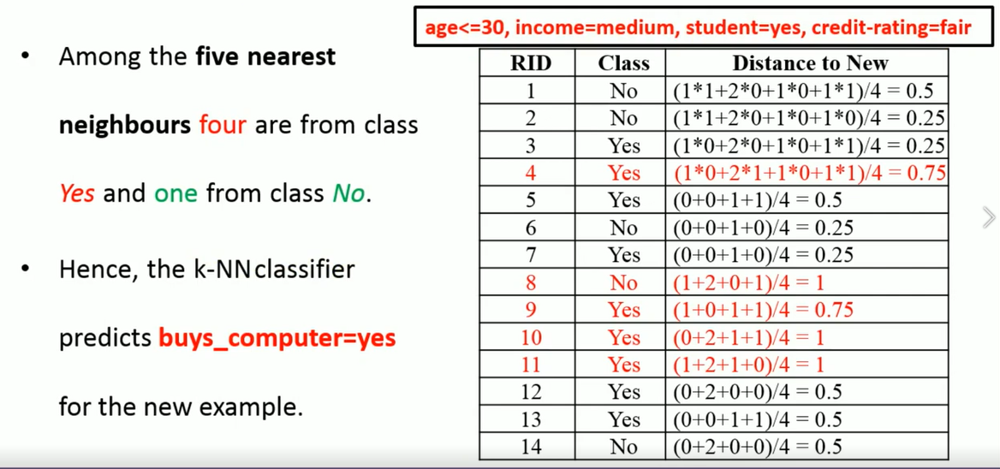 age<=30, income=medium, student=yes, credit-rating=fair
• Among the five nearest
neighbours four are from class
Yes and one from class No.
• Hence, the k-NN classifier
predicts buys_computer=yes
for the new example.
RID Class Distance to New
1 No (1*1+2*0+1*0+1*1)/4 = 0.5
2 No (1*1+2*0+1*0+1*0)/4 = 0.25
3 Yes (1*0+2*0+1*0+1*1)/4 = 0.25
4 Yes (1*0+2*1+1*0+1*1)/4 = 0.75
5 Yes (0+0+1+1)/4 = 0.5
6 No (0+0+1+0)/4 = 0.25
7 Yes (0+0+1+0)/4 = 0.25
8 No (1+2+0+1)/4 = 1
9 Yes (1+0+1+1)/4 = 0.75
10 Yes (0+2+1+1)/4 = 1
11 Yes (1+2+1+0)/4 = 1
12 Yes (0+2+0+0)/4 = 0.5
13 Yes (0+0+1+1)/4 = 0.5
14 No (0+2+0+0)/4 = 0.5